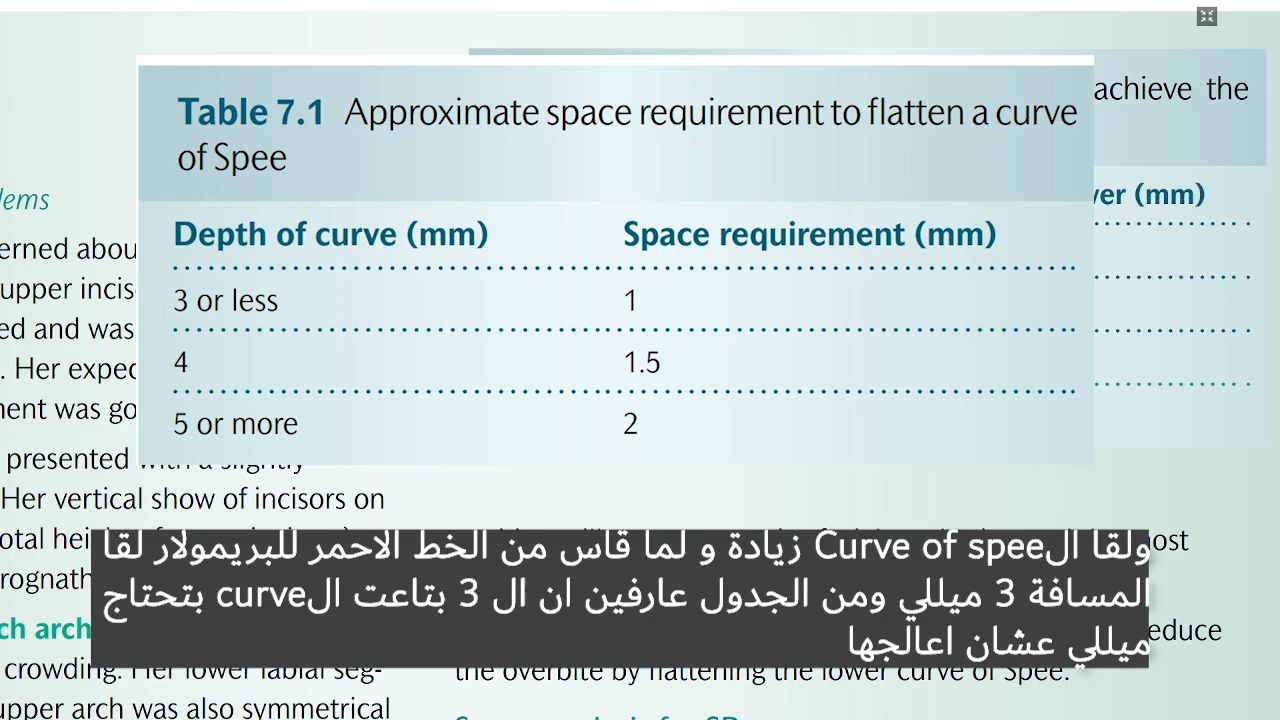 achieve the
Table 7.1 Approximate space requirement to flatten a curve
of Spee
lems
ver (mm)
Depth of curve (mm) Space requirement (mm)
3 or less 1
4 1.5
5 or more 2
erned abou
upper incis
ed and was
. Her expec
ment was go
presented with a slightly
Her vertical show of incisors on
otal hei
rognath
ch arch
crowding. Her lower labial seg-
upper arch was also symmetrical
ost
educe
the overbite by flattening the lower curve of Spee.
ولقا الCurve of spee زيادة و لما قاس من الخط الاحمر للبريمولار لقا
المسافة 3 ميللي ومن الجدول عارفين ان ال 3 بتاعت الcurve بتحتاج
ميللي عشان اعالجها